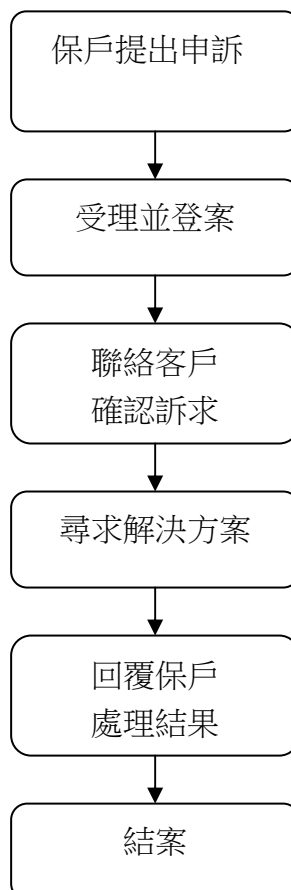 保戶提出申訴
受理並登案
聯絡客戶
確認訴求
尋求解決方案
回覆保戶
處理結果
結案